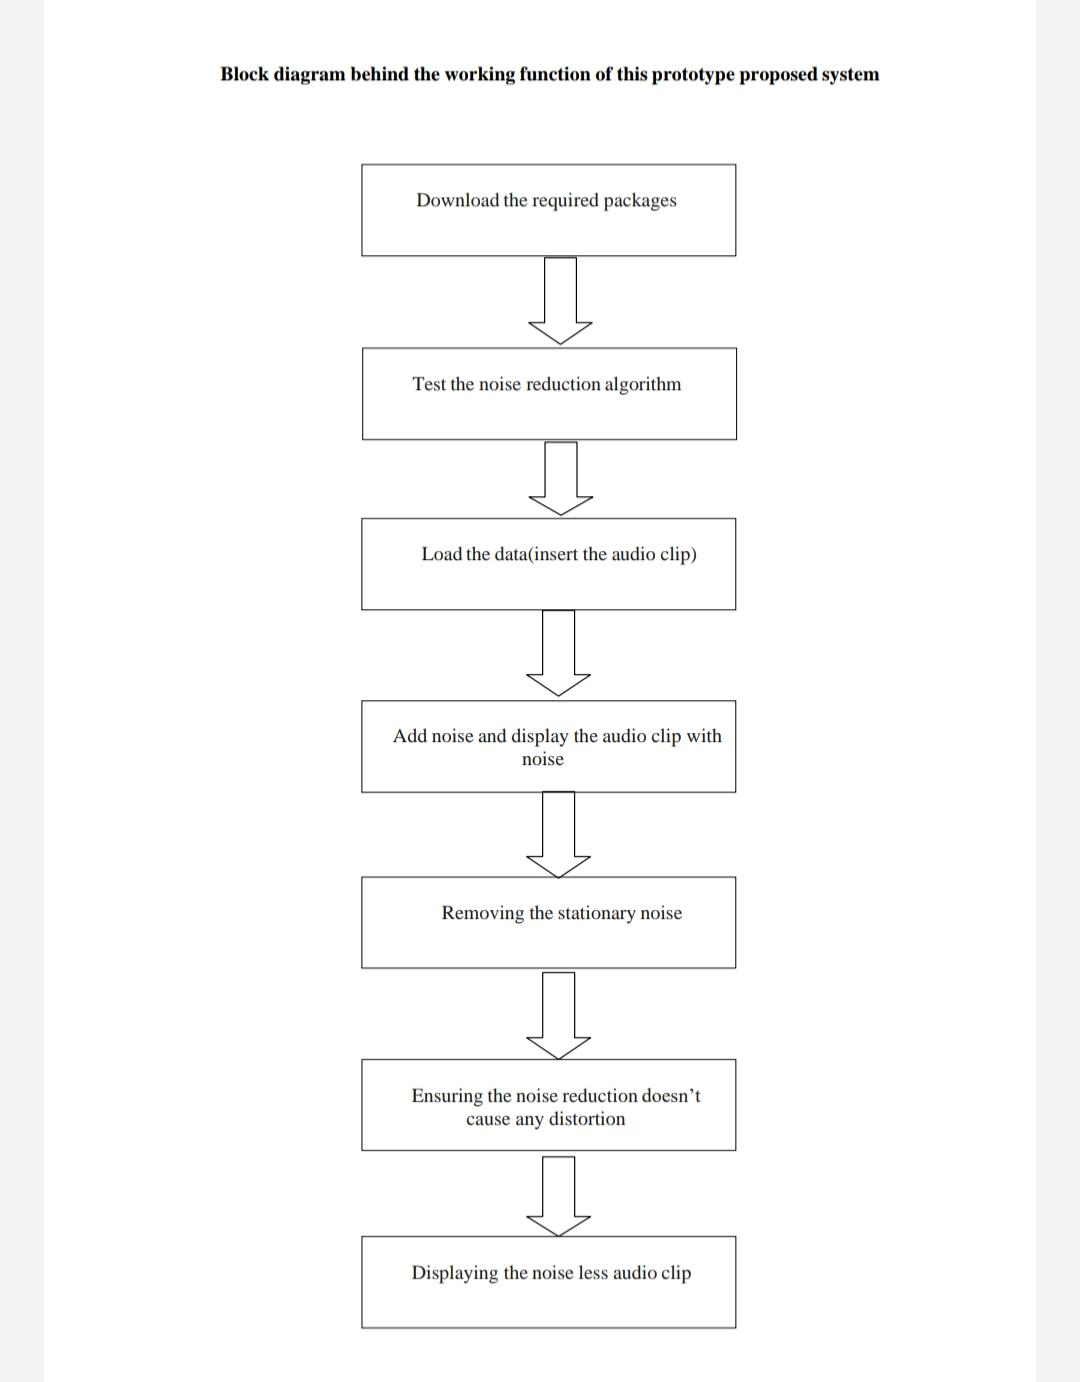 Block diagram behind the working function of this prototype proposed system
Download the required packages
Test the noise reduction algorithm
Load the data(insert the audio clip)
Add noise and display the audio clip with
noise
Removing the stationary noise
Ensuring the noise reduction doesn’t
cause any distortion
Displaying the noise less audio clip